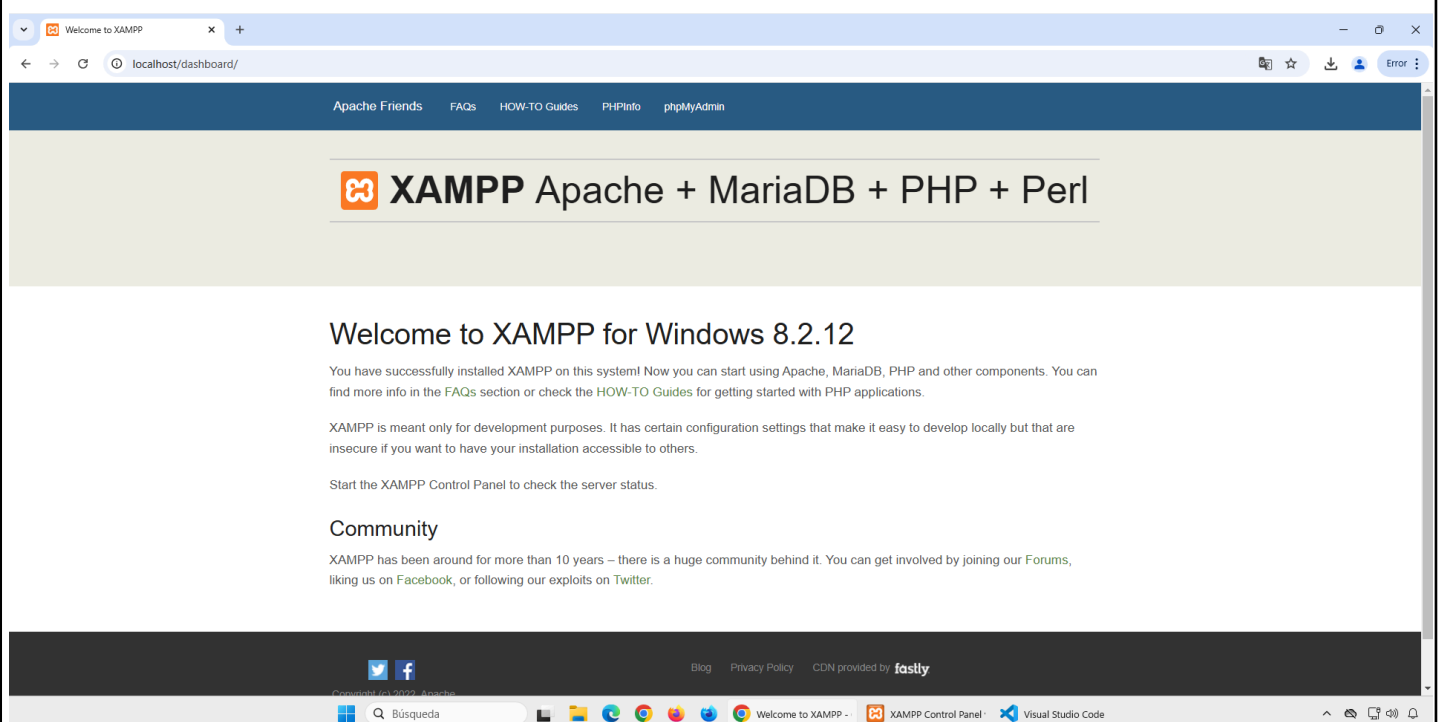 Welcome to XAMPP
localhost/dashboard/
Error
Apache Friends FAQs HOW-TO Guides PHPInfo phpMyAdmin
XAMPP Apache + MariaDB + PHP + Perl
Welcome to XAMPP for Windows 8.2.12
You have successfully installed XAMPP on this system! Now you can start using Apache, MariaDB, PHP and other components. You can
find more info in the FAQs section or check the HOW-TO Guides for getting started with PHP applications.
XAMPP is meant only for development purposes. It has certain configuration settings that make it easy to develop locally but that are
insecure if you want to have your installation accessible to others.
Start the XAMPP Control Panel to check the server status.
Community
XAMPP has been around for more than 10 years – there is a huge community behind it. You can get involved by joining our Forums,
liking us on Facebook, or following our exploits on Twitter.
Blog Privacy Policy CDN provided by fastly
Copyright (c) 2022, Apache
Búsqueda Welcome to XAMPP - XAMPP Control Panel Visual Studio Code